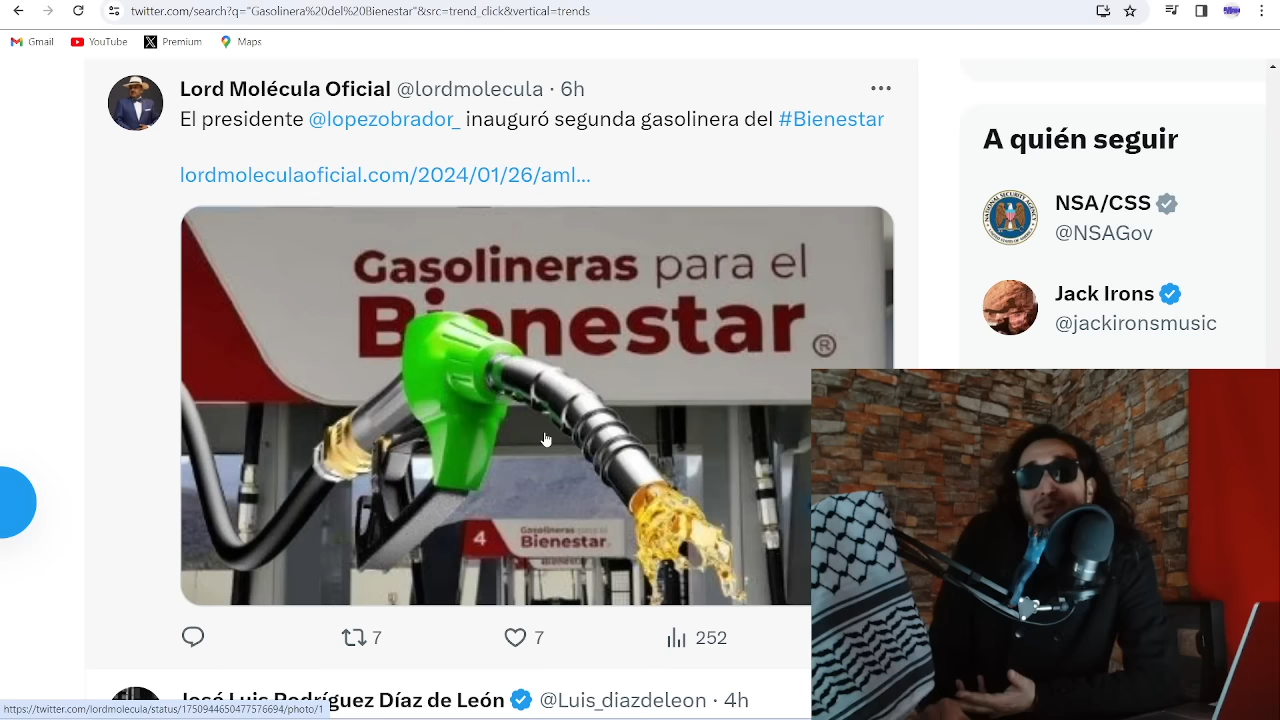 twitter.com/search?q="Gasolinera%20del%20Bienestar"&src=trend_click&vertical=trends
Gmail
YouTube
Premium
Maps
Lord Molécula Oficial @lordmolecula · 6h
El presidente @lopezobrador_ inauguró segunda gasolinera del #Bienestar
lordmoleculaoficial.com/2024/01/26/aml...
Gasolineras para el
Bienestar®
4
Gasolineras para el
Bienestar
7
7
252
José Luis Rodríguez Díaz de León @Luis_diazdeleon · 4h
https://twitter.com/lordmolecula/status/1750944650477576694/photo/1
A quién seguir
NSA/CSS
@NSAGov
Jack Irons
@jackironsmusic